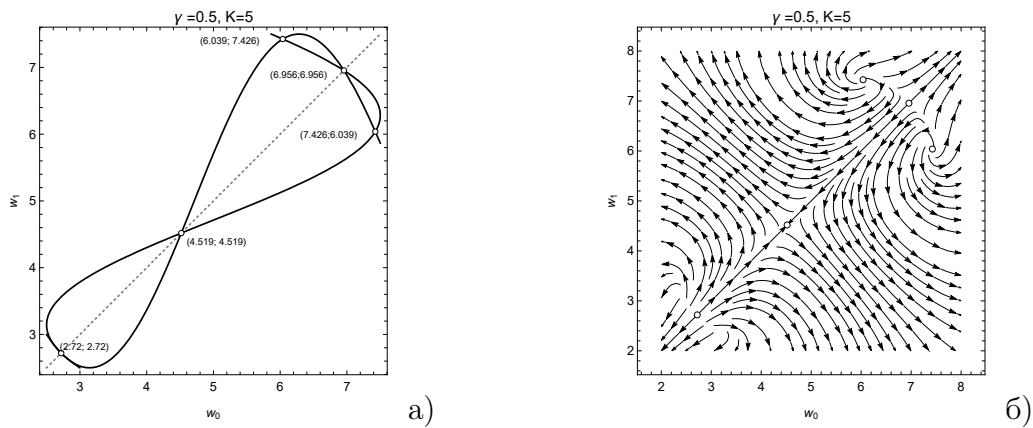 γ =0.5, K=5
(6.039; 7.426)
(6.956;6.956)
(7.426;6.039)
(4.519; 4.519)
(2.72; 2.72)
7
6
5
4
3
3 4 5 6 7
w₁
w₀
а)
γ =0.5, K=5
8
7
6
5
4
3
2
2 3 4 5 6 7 8
w₁
w₀
б)